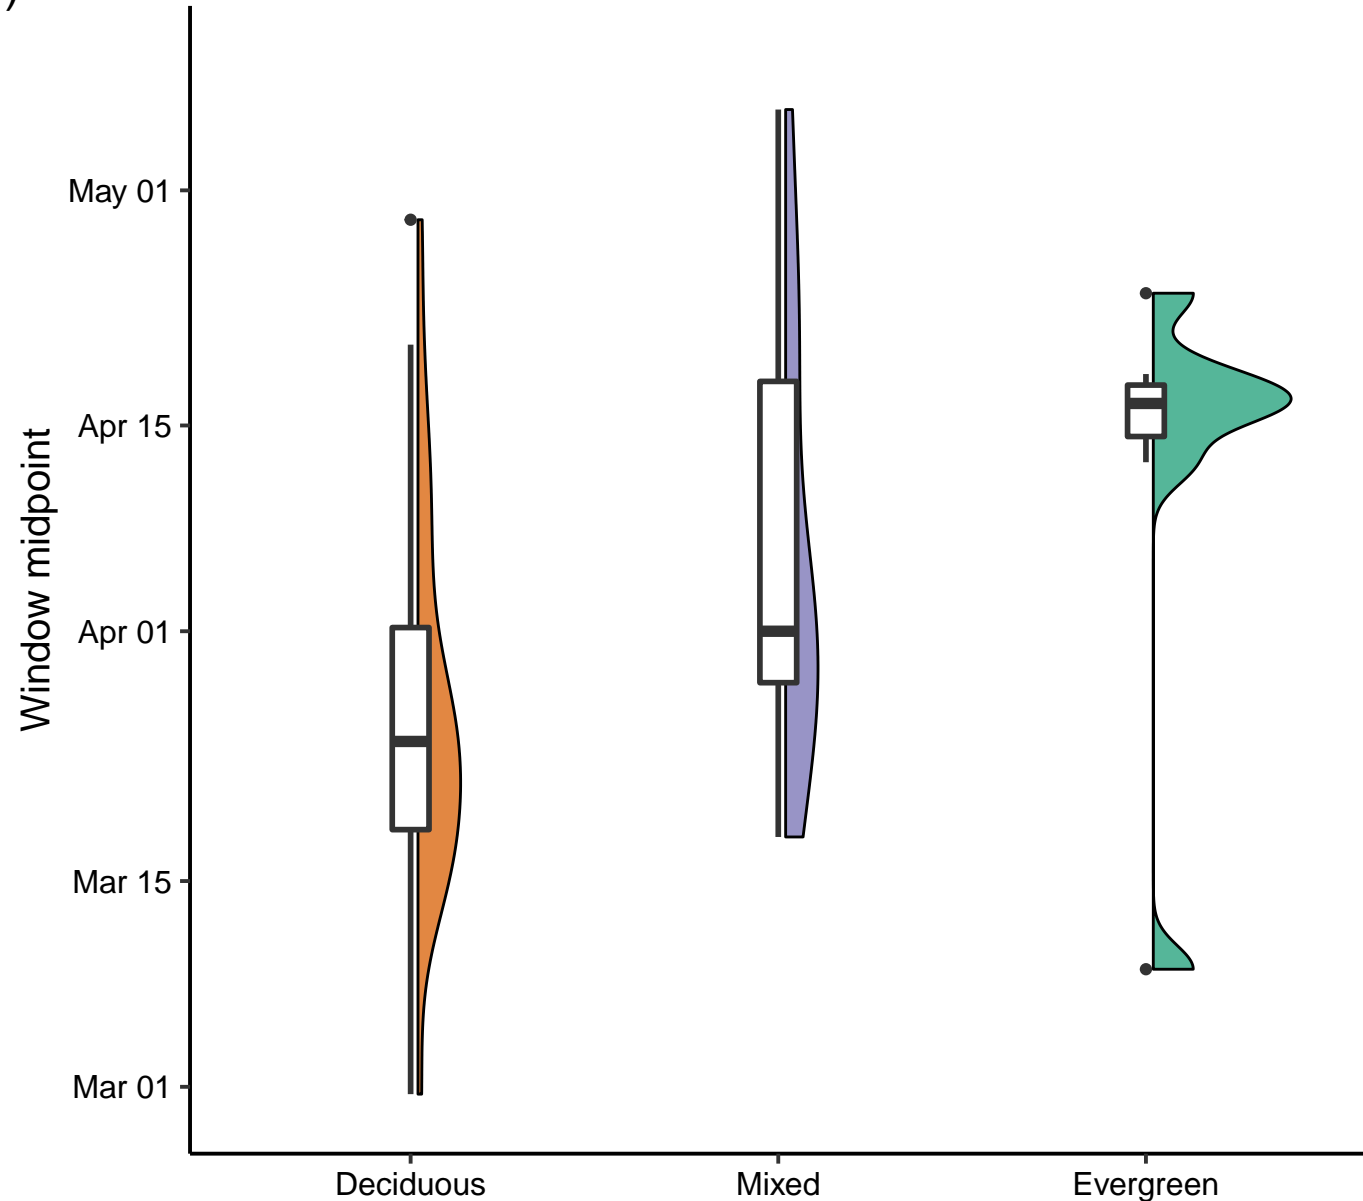 )
Window midpoint
May 01
Apr 15
Apr 01
Mar 15
Mar 01
Deciduous Mixed Evergreen